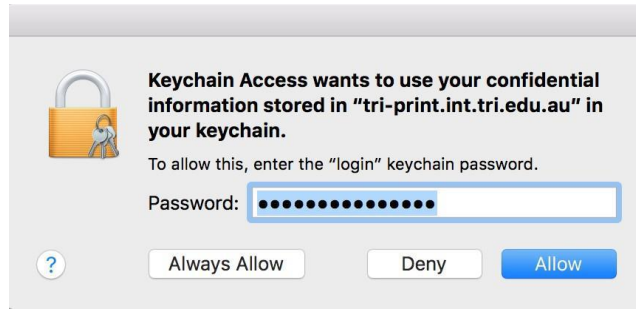 Keychain Access wants to use your confidential
information stored in “tri-print.int.tri.edu.au” in
your keychain.
To allow this, enter the “login” keychain password.
Password: ●●●●●●●●●●●●●●●
?
Always Allow
Deny
Allow